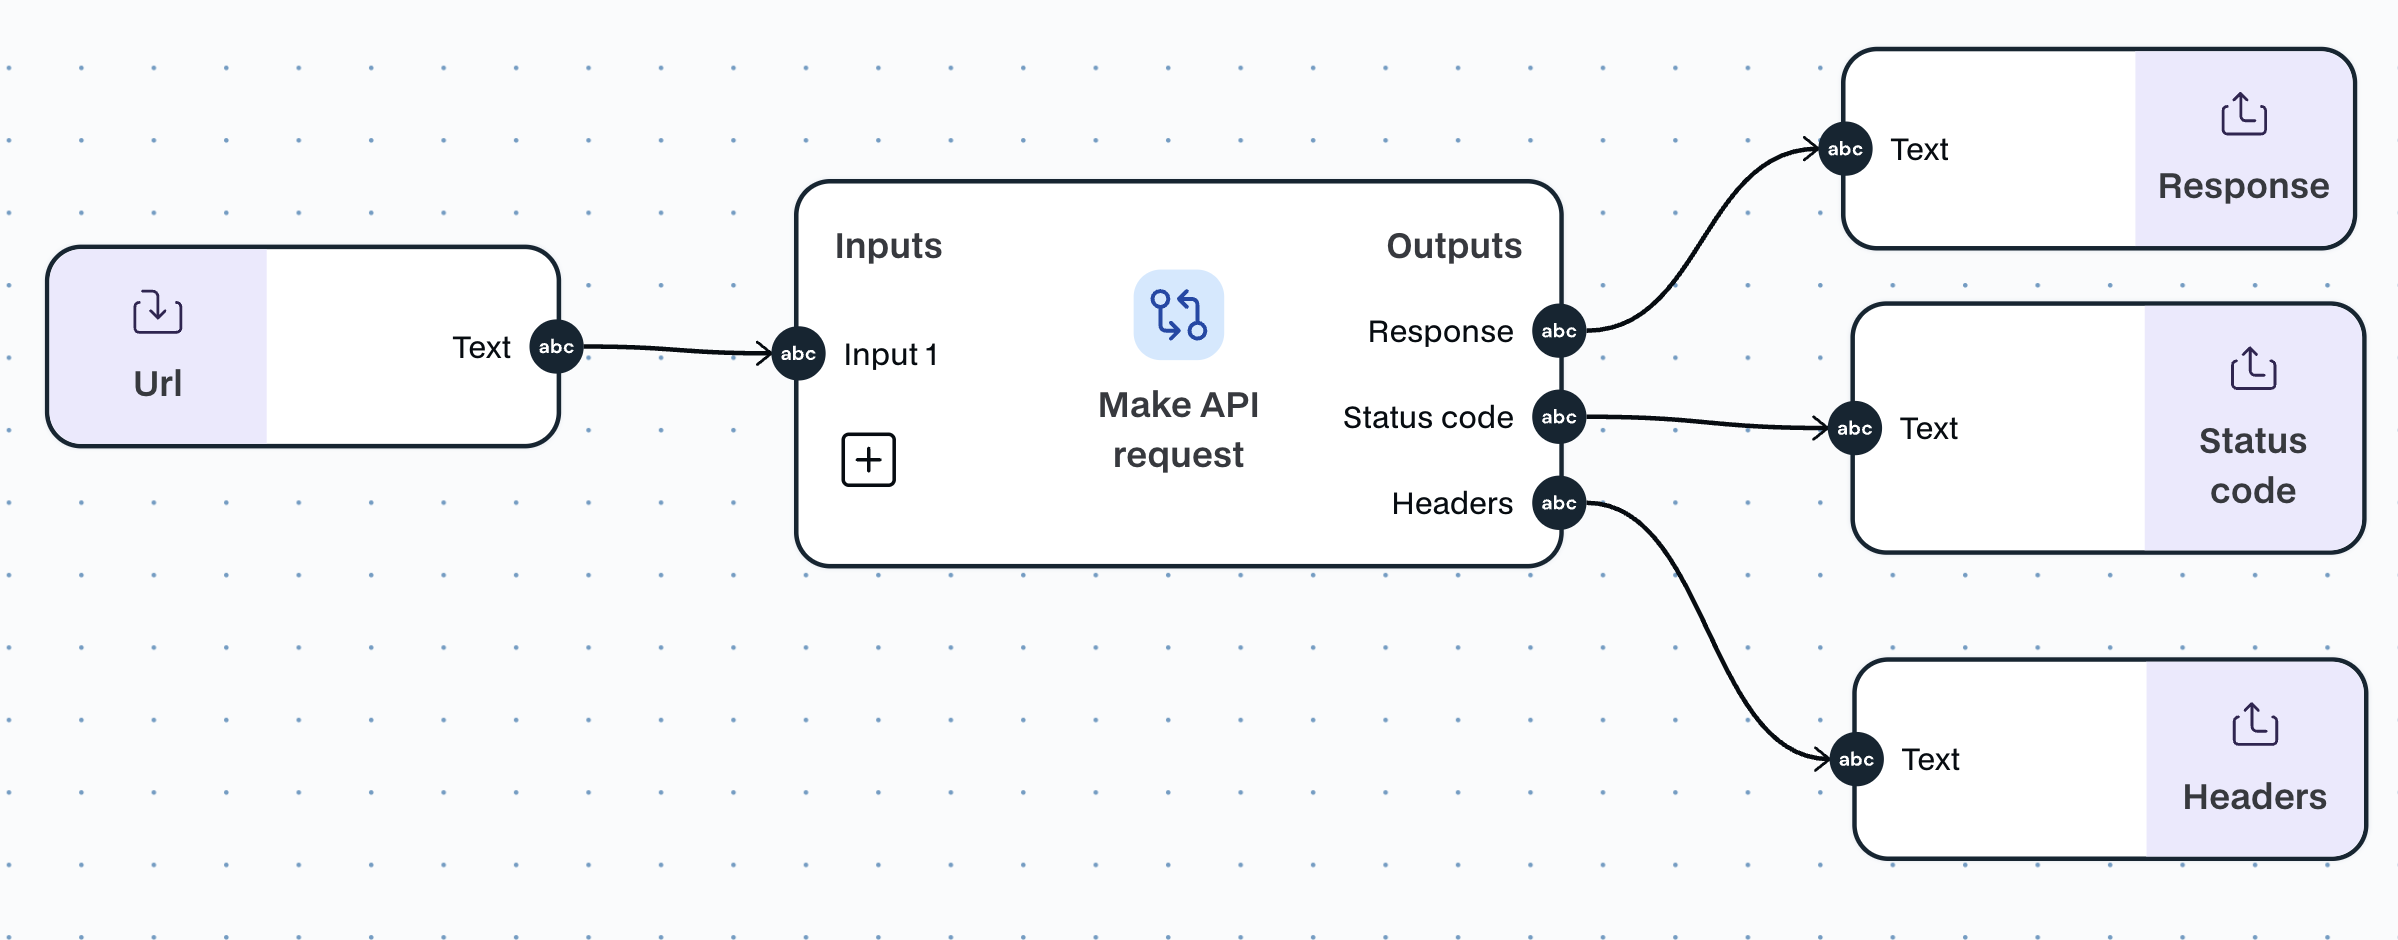 Url
Text
abc
abc
Inputs
Input 1
Make API
request
Outputs
Response
abc
Status code
abc
Headers
abc
abc
Text
Response
abc
Text
Status
code
abc
Text
Headers